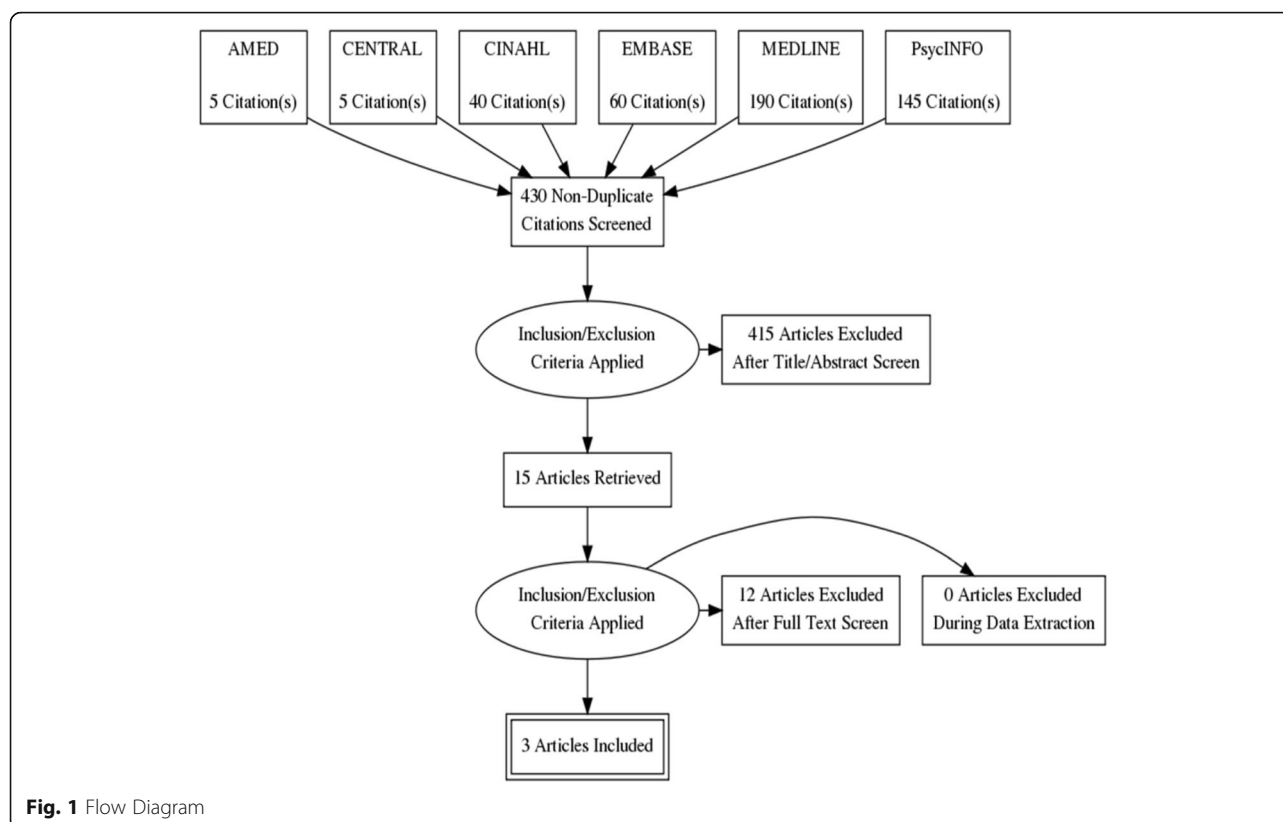 AMED
5 Citation(s)
CENTRAL
5 Citation(s)
CINAHL
40 Citation(s)
EMBASE
60 Citation(s)
MEDLINE
190 Citation(s)
PsycINFO
145 Citation(s)
430 Non-Duplicate
Citations Screened
Inclusion/Exclusion
Criteria Applied
415 Articles Excluded
After Title/Abstract Screen
15 Articles Retrieved
Inclusion/Exclusion
Criteria Applied
12 Articles Excluded
After Full Text Screen
0 Articles Excluded
During Data Extraction
3 Articles Included
Fig. 1 Flow Diagram